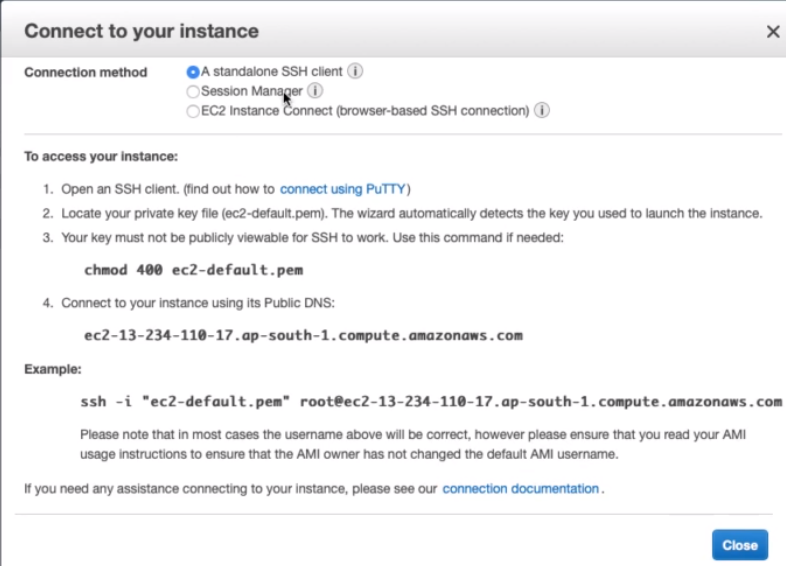 Connect to your instance
Connection method
A standalone SSH client
Session Manager
EC2 Instance Connect (browser-based SSH connection)
To access your instance:
1. Open an SSH client. (find out how to connect using PuTTY)
2. Locate your private key file (ec2-default.pem). The wizard automatically detects the key you used to launch the instance.
3. Your key must not be publicly viewable for SSH to work. Use this command if needed:
chmod 400 ec2-default.pem
4. Connect to your instance using its Public DNS:
ec2-13-234-110-17.ap-south-1.compute.amazonaws.com
Example:
ssh -i "ec2-default.pem" root@ec2-13-234-110-17.ap-south-1.compute.amazonaws.com
Please note that in most cases the username above will be correct, however please ensure that you read your AMI
usage instructions to ensure that the AMI owner has not changed the default AMI username.
If you need any assistance connecting to your instance, please see our connection documentation.
Close